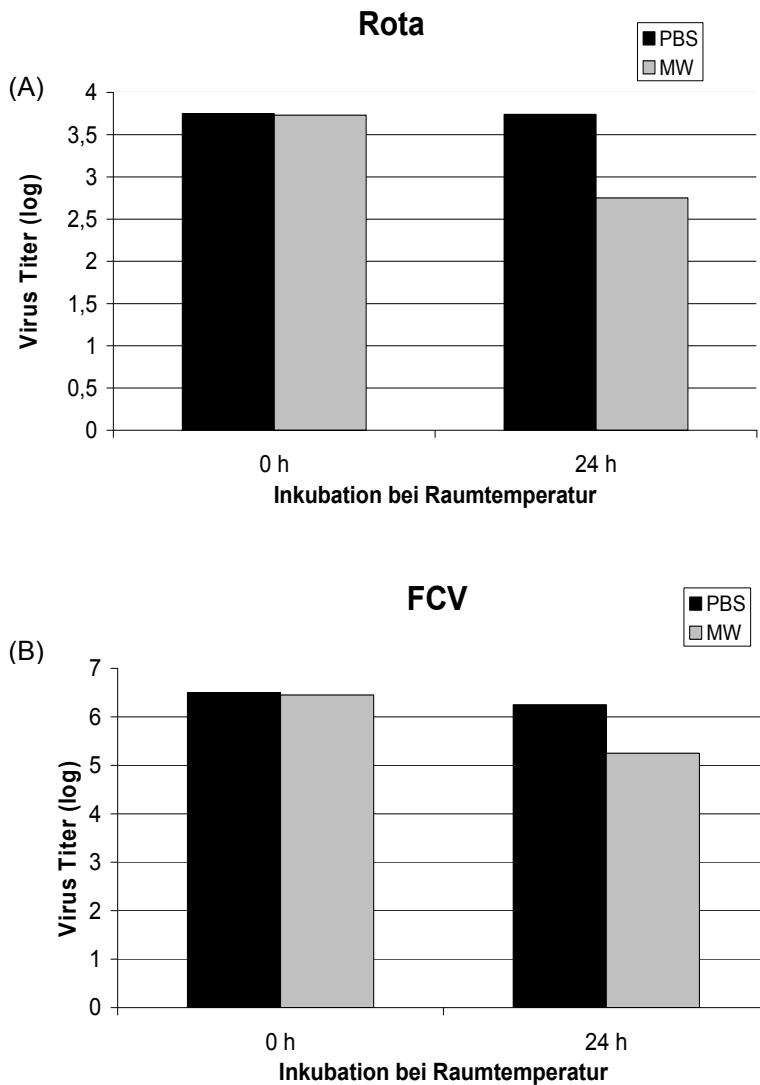 Rota
PBS
MW
(A)
4
3,5
3
2,5
2
1,5
1
0,5
0
Virus Titer (log)
0 h 24 h
Inkubation bei Raumtemperatur
FCV
PBS
MW
(B)
7
6
5
4
3
2
1
0
Virus Titer (log)
0 h 24 h
Inkubation bei Raumtemperatur